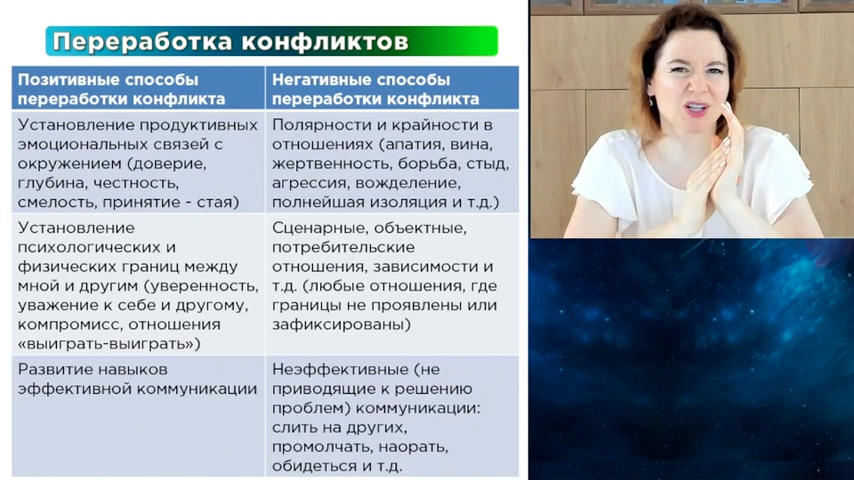 Переработка конфликтов
Позитивные способы
переработки конфликта
Негативные способы
переработки конфликта
Установление продуктивных
эмоциональных связей с
окружением (доверие,
глубина, честность,
смелость, принятие - стая)
Полярности и крайности в
отношениях (апатия, вина,
жертвенность, борьба, стыд,
агрессия, вожделение,
полнейшая изоляция и т.д.)
Установление
психологических и
физических границ между
мной и другим (уверенность,
уважение к себе и другому,
компромисс, отношения
«выиграть-выиграть»)
Сценарные, объектные,
потребительские
отношения, зависимости и
т.д. (любые отношения, где
границы не проявлены или
зафиксированы)
Развитие навыков
эффективной коммуникации
Неэффективные (не
приводящие к решению
проблем) коммуникации:
слить на других,
промолчать, наорать,
обидеться и т.д.